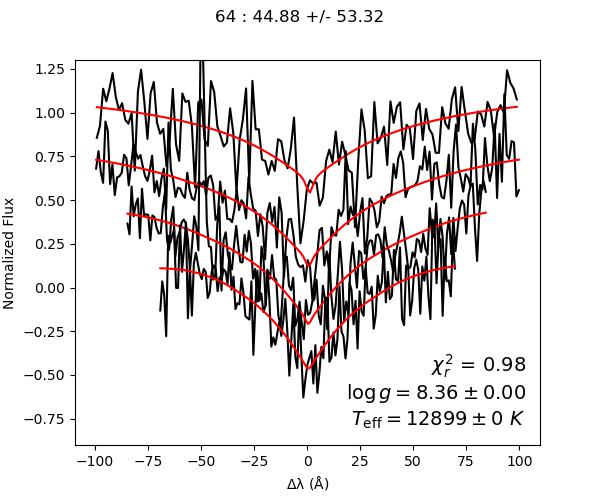 64 : 44.88 +/- 53.32
1.25
1.00
0.75
0.50
0.25
0.00
−0.25
−0.50
−0.75
Normalized Flux
χ²ᵣ = 0.98
log g = 8.36 ± 0.00
T_eff = 12899 ± 0 K
−100 −75 −50 −25 0 25 50 75 100
Δλ (Å)